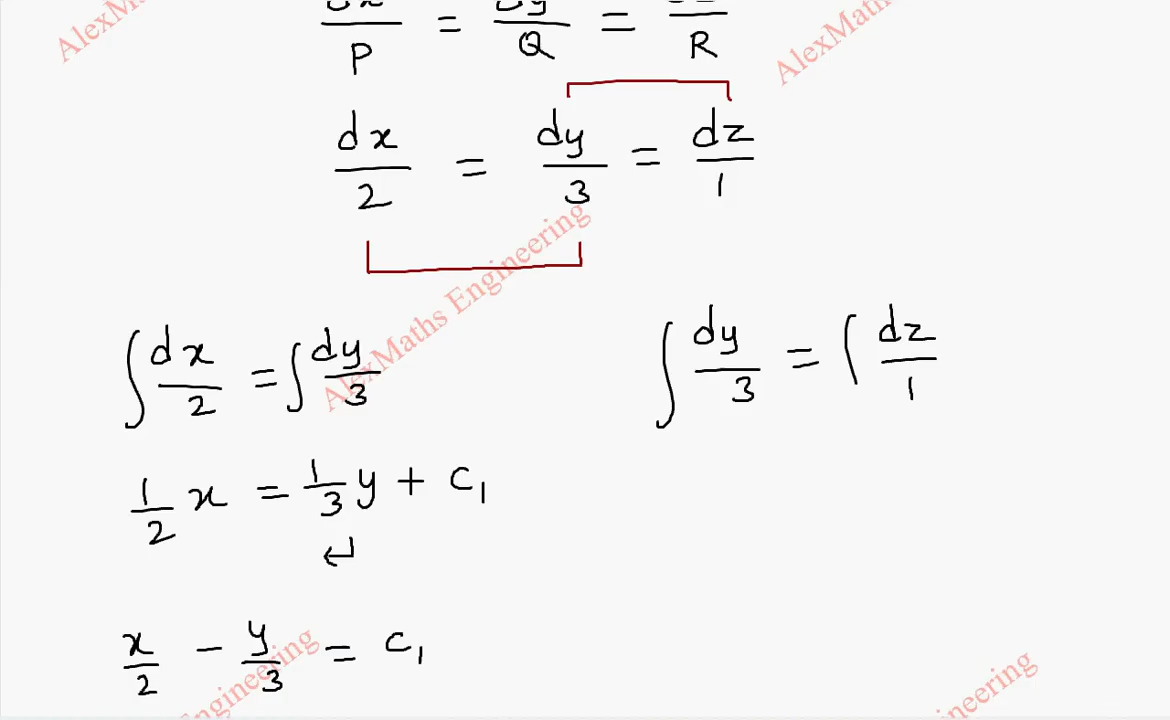 P = Q = R
dx/2 = dy/3 = dz/1
∫ dx/2 = ∫ dy/3
∫ dy/3 = ∫ dz/1
1/2 x = 1/3 y + c₁
↵
x/2 - y/3 = c₁
AlexMaths Engineering